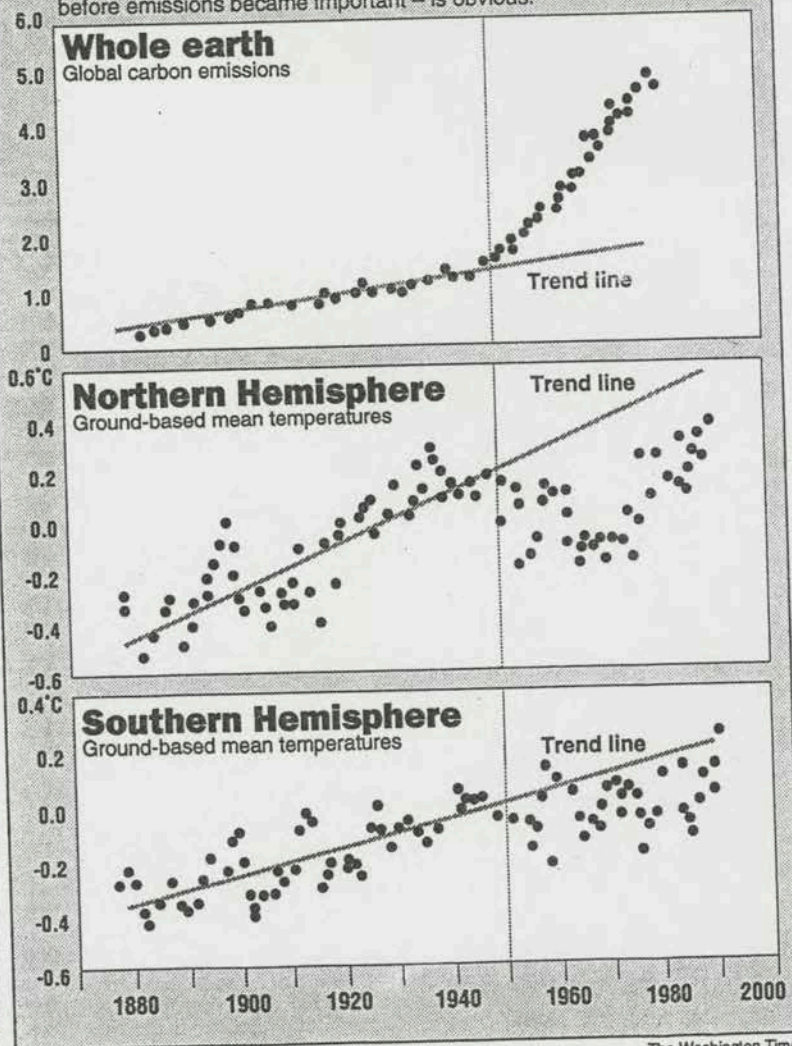 before emissions became important – is obvious.
6.0
Whole earth
Global carbon emissions
5.0
4.0
3.0
2.0
Trend line
1.0
0
0.6°C
Northern Hemisphere
Ground-based mean temperatures
Trend line
0.4
0.2
0.0
-0.2
-0.4
-0.6
0.4°C
Southern Hemisphere
Ground-based mean temperatures
Trend line
0.2
0.0
-0.2
-0.4
-0.6
1880 1900 1920 1940 1960 1980 2000
The Washington